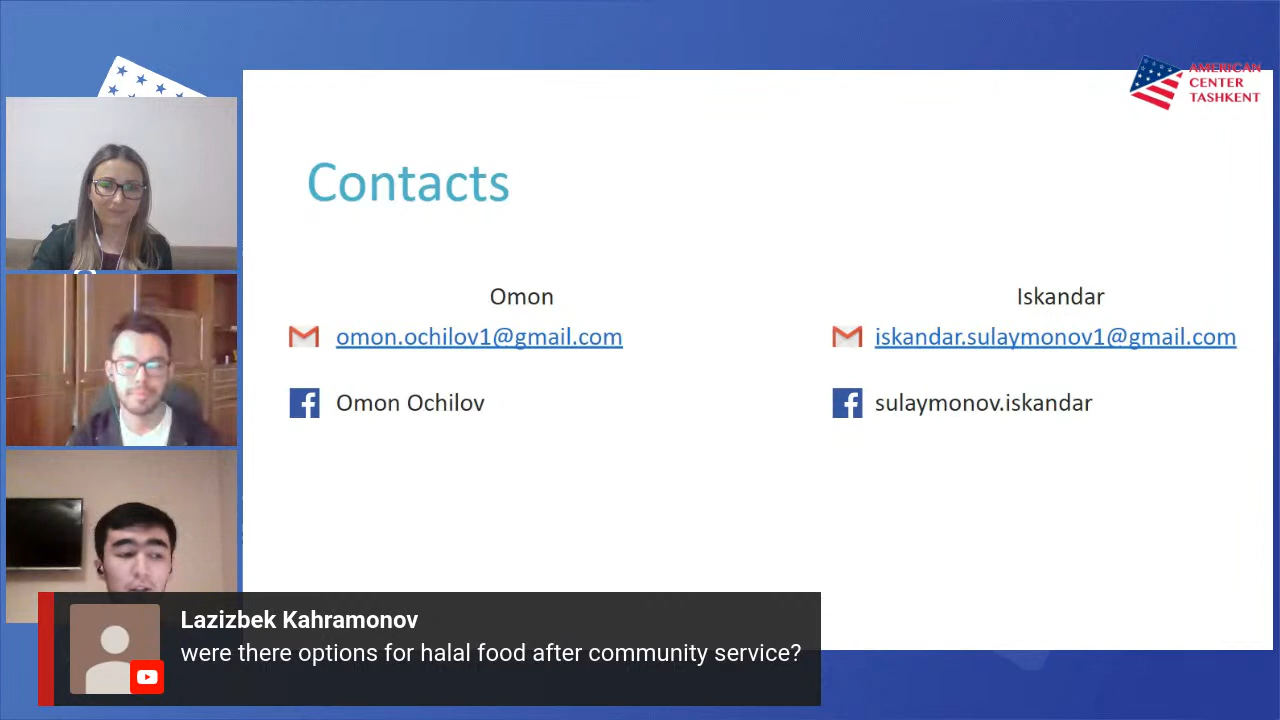 AMERICAN
CENTER
TASHKENT
Contacts
Omon
omon.ochilov1@gmail.com
Omon Ochilov
Iskandar
iskandar.sulaymonov1@gmail.com
sulaymonov.iskandar
Lazizbek Kahramonov
were there options for halal food after community service?